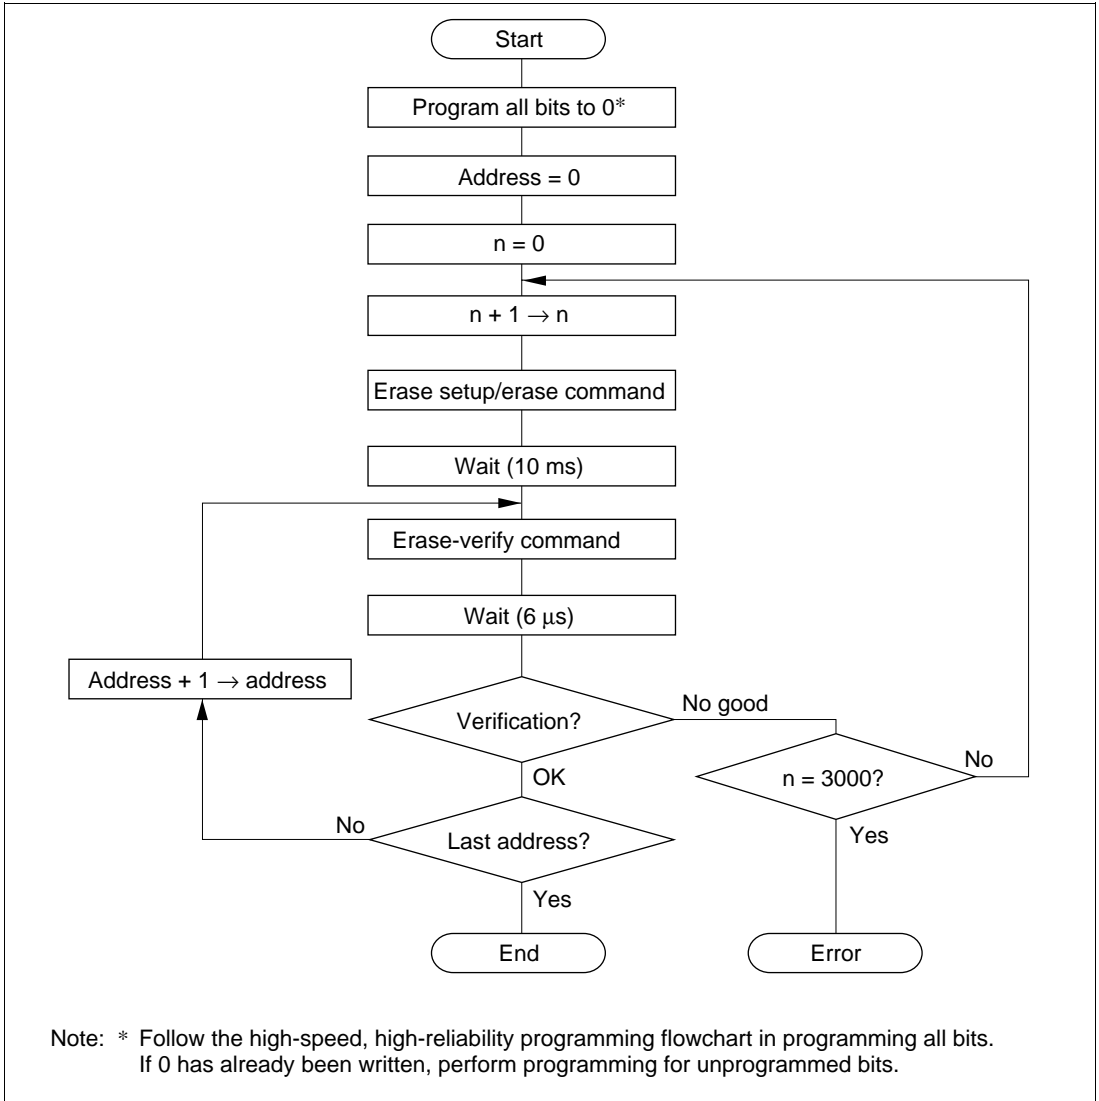 Start
Program all bits to 0*
Address = 0
n = 0
n + 1 → n
Erase setup/erase command
Wait (10 ms)
Erase-verify command
Wait (6 μs)
Address + 1 → address
Verification?
No good
OK
n = 3000?
No
No
Last address?
Yes
Yes
End
Error
Note: * Follow the high-speed, high-reliability programming flowchart in programming all bits.
If 0 has already been written, perform programming for unprogrammed bits.